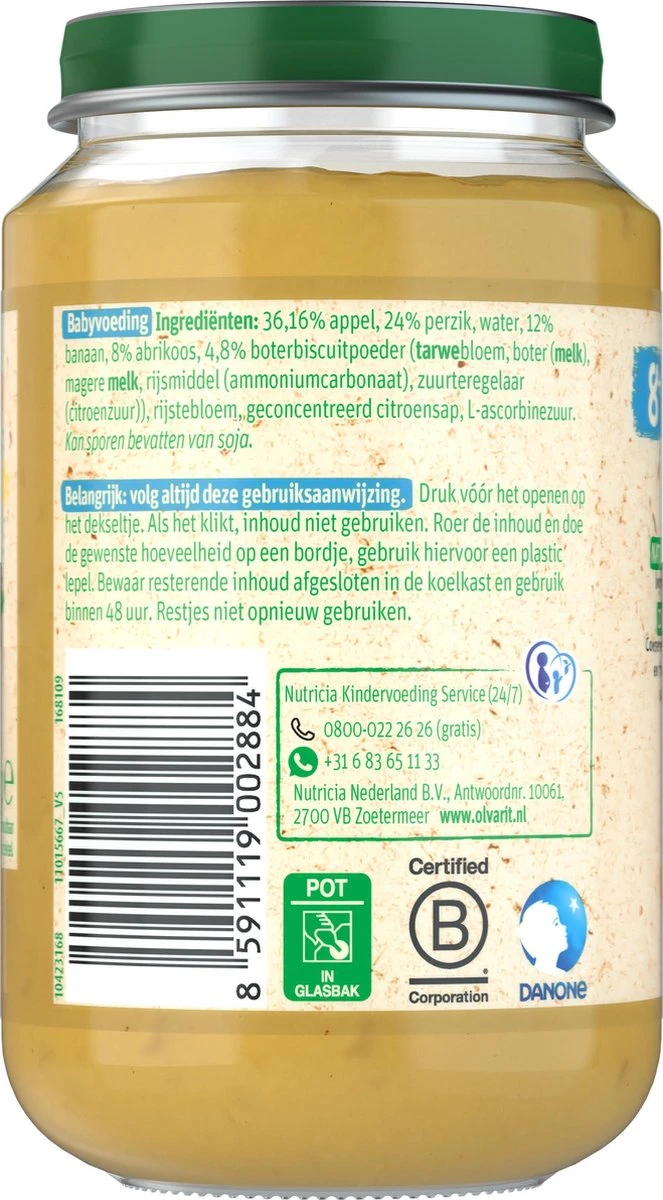 Babyvoeding Ingrediënten: 36,16% appel, 24% perzik, water, 12%
banaan, 8% abrikoos, 4,8% boterbiscuitpoeder (tarwebloem, boter (melk),
magere melk, rijsmiddel (ammoniumcarbonaat), zuurteregelaar
(citroenzuur)), rijstebloem, geconcentreerd citroensap, L-ascorbinezuur.
Kan sporen bevatten van soja.
Belangrijk: volg altijd deze gebruiksaanwijzing. Druk vóór het openen op
het dekseltje. Als het klikt, inhoud niet gebruiken. Roer de inhoud en doe
de gewenste hoeveelheid op een bordje, gebruik hiervoor een plastic
lepel. Bewaar resterende inhoud afgesloten in de koelkast en gebruik
binnen 48 uur. Restjes niet opnieuw gebruiken.
10423168 11015667 V5 168109
8 591119 002884
Nutricia Kindervoeding Service (24/7)
0800-022 26 26 (gratis)
+31 6 83 65 11 33
Nutricia Nederland B.V., Antwoordnr. 10061,
2700 VB Zoetermeer www.olvarit.nl
POT
IN
GLASBAK
Certified
B
Corporation
DANONE
8